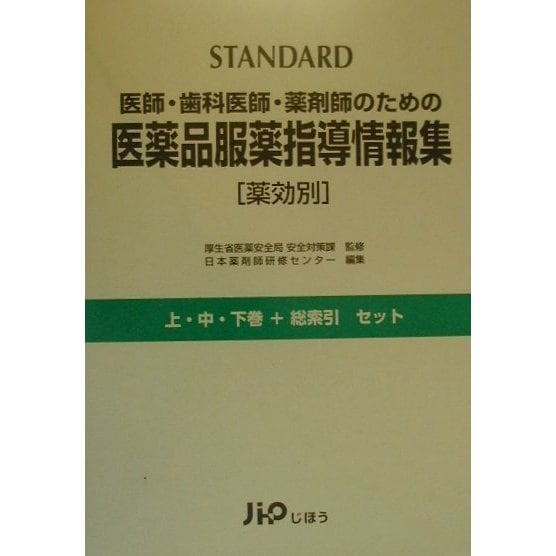 STANDARD
医師・歯科医師・薬剤師のための
医薬品服薬指導情報集
[薬効別]
厚生省医薬安全局 安全対策課 監修
日本薬剤師研修センター 編集
上・中・下巻 + 総索引 セット
JiHO じほう